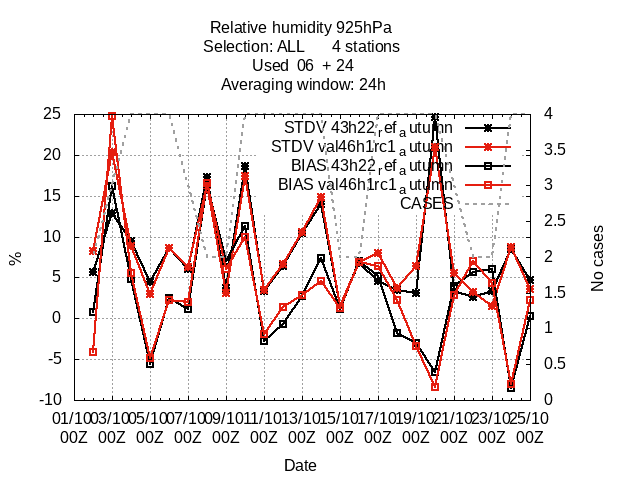 Relative humidity 925hPa
Selection: ALL 4 stations
Used 06 + 24
Averaging window: 24h
STDV 43h22_ref_autumn
STDV val46h1rc1_autumn
BIAS 43h22_ref_autumn
BIAS val46h1rc1_autumn
CASES
25
20
15
10
5
0
-5
-10
%
4
3.5
3
2.5
2
1.5
1
0.5
0
No cases
01/10 03/10 05/10 07/10 09/10 11/10 13/10 15/10 17/10 19/10 21/10 23/10 25/10
00Z 00Z 00Z 00Z 00Z 00Z 00Z 00Z 00Z 00Z 00Z 00Z 00Z
Date